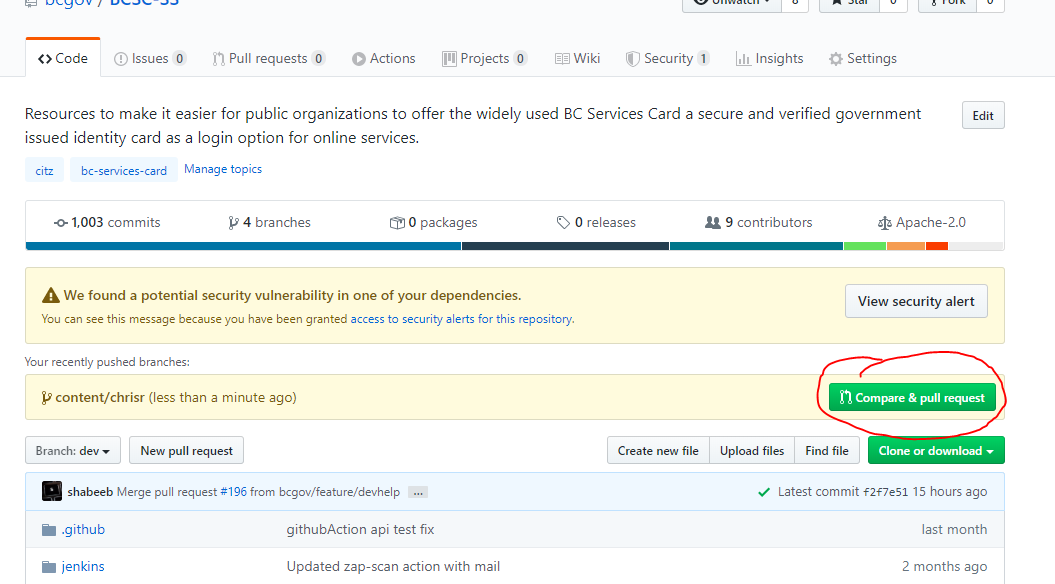 bcgov / BCSC-SS
Unwatch 8 Star 0 Fork 0
Code Issues 0 Pull requests 0 Actions Projects 0 Wiki Security 1 Insights Settings
Resources to make it easier for public organizations to offer the widely used BC Services Card a secure and verified government
issued identity card as a login option for online services.
Edit
citz bc-services-card Manage topics
1,003 commits 4 branches 0 packages 0 releases 9 contributors Apache-2.0
We found a potential security vulnerability in one of your dependencies.
You can see this message because you have been granted access to security alerts for this repository.
View security alert
Your recently pushed branches:
content/chrisr (less than a minute ago) Compare & pull request
Branch: dev New pull request Create new file Upload files Find file Clone or download
shabeeb Merge pull request #196 from bcgov/feature/devhelp ... Latest commit f2f7e51 15 hours ago
.github githubAction api test fix last month
jenkins Updated zap-scan action with mail 2 months ago